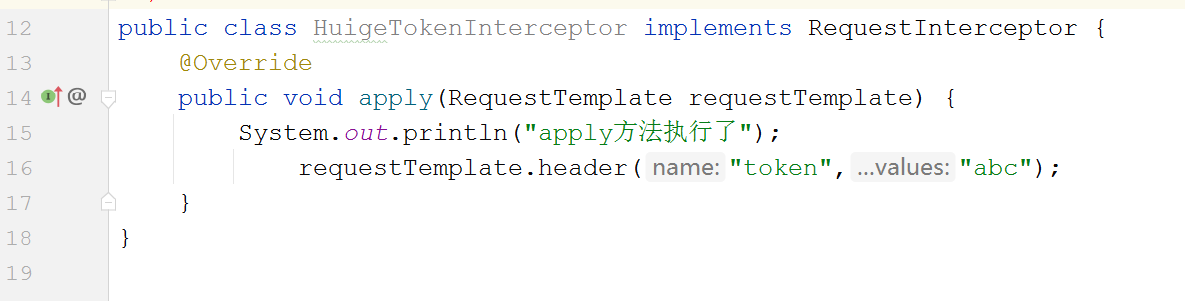 12 public class HuigeTokenInterceptor implements RequestInterceptor {
13 @Override
14 @ public void apply(RequestTemplate requestTemplate) {
15 System.out.println("apply方法执行了");
16 requestTemplate.header( name: "token", ...values: "abc");
17 }
18 }
19